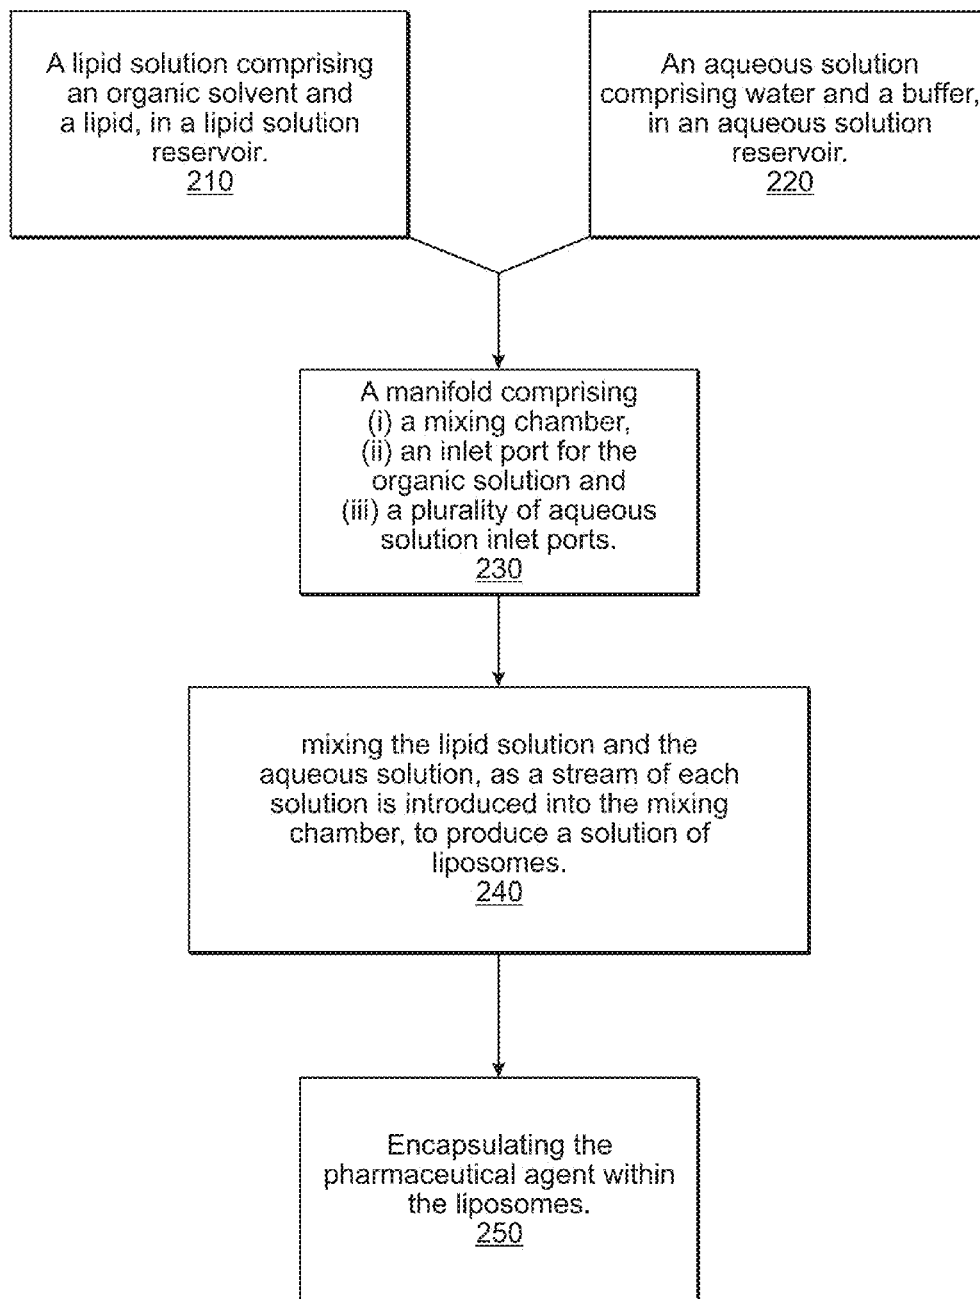 A lipid solution comprising
an organic solvent and
a lipid, in a lipid solution
reservoir.
210
An aqueous solution
comprising water and a buffer,
in an aqueous solution
reservoir.
220
A manifold comprising
(i) a mixing chamber,
(ii) an inlet port for the
organic solution and
(iii) a plurality of aqueous
solution inlet ports.
230
mixing the lipid solution and the
aqueous solution, as a stream of each
solution is introduced into the mixing
chamber, to produce a solution of
liposomes.
240
Encapsulating the
pharmaceutical agent within
the liposomes.
250